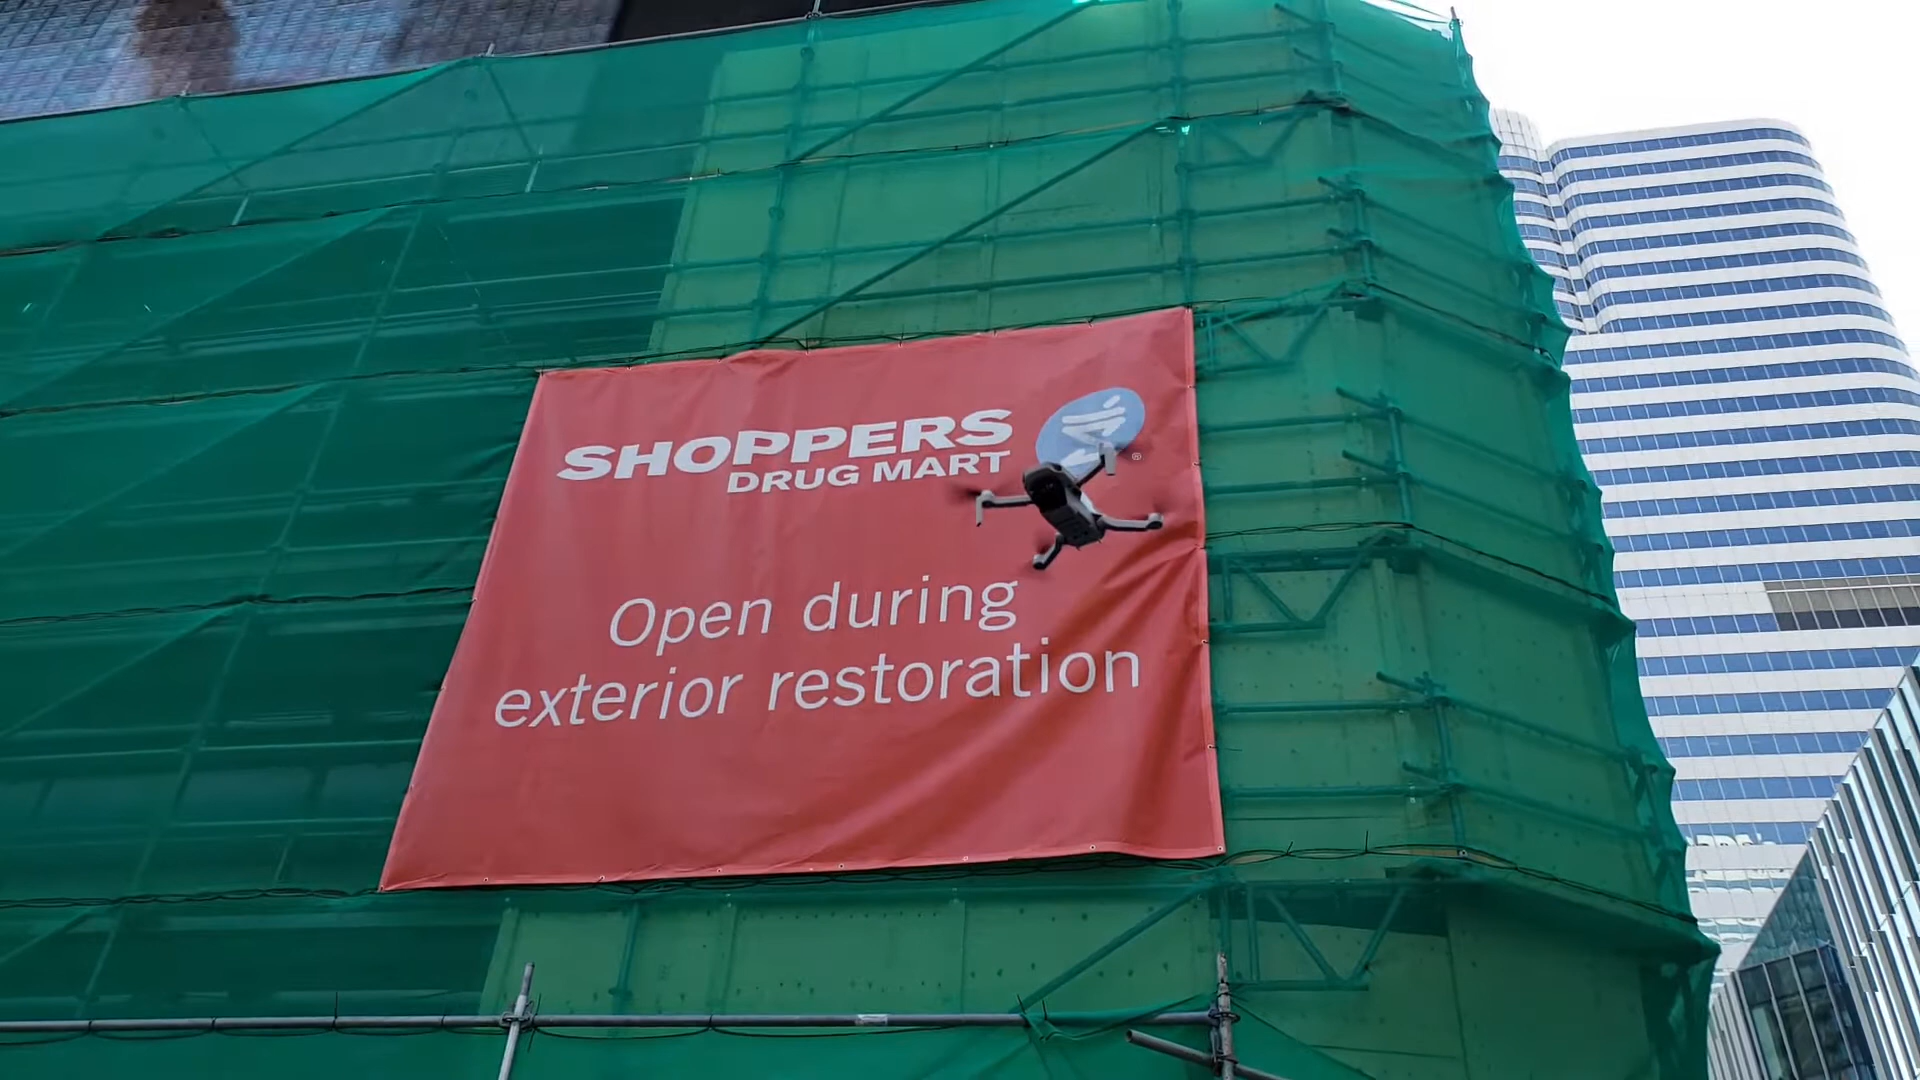 SHOPPERS
DRUG MART
®
Open during
exterior restoration